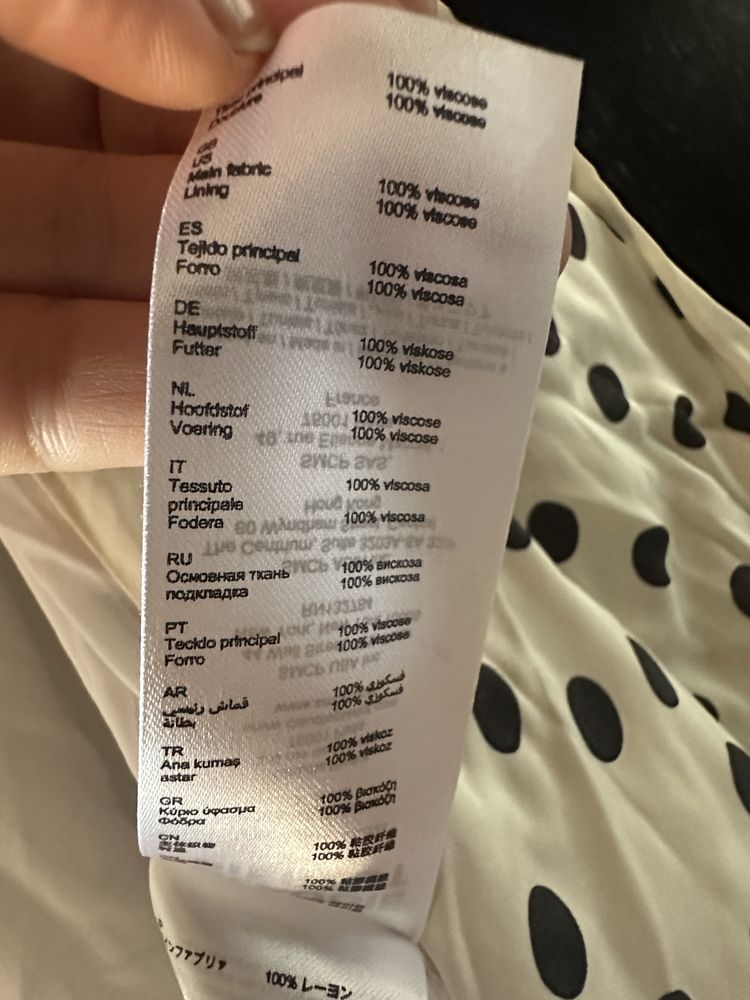 principal 100% viscose
100% viscose
GB
US
Main fabric 100% viscose
Lining 100% viscose
ES
Tejido principal 100% viscosa
Forro 100% viscosa
DE
Hauptstoff 100% viskose
Futter 100% viskose
NL
Hoofdstof 100% viscose
Voering 100% viscose
IT
Tessuto 100% viscosa
principale
Fodera 100% viscosa
RU
Основная ткань 100% вискоза
подкладка 100% вискоза
PT
Tecido principal 100% viscose
Forro 100% viscose
AR
قماش رئيسي 100% فسكوزي
بطانة 100% فسكوزي
TR
Ana kumaş 100% viskoz
astar 100% viskoz
GR
Κύριο ύφασμα 100% βισκόζη
Φόδρα 100% βισκόζη
CN
100% 粘胶纤维
100% 粘胶纤维
100%
100%
100% レーヨン